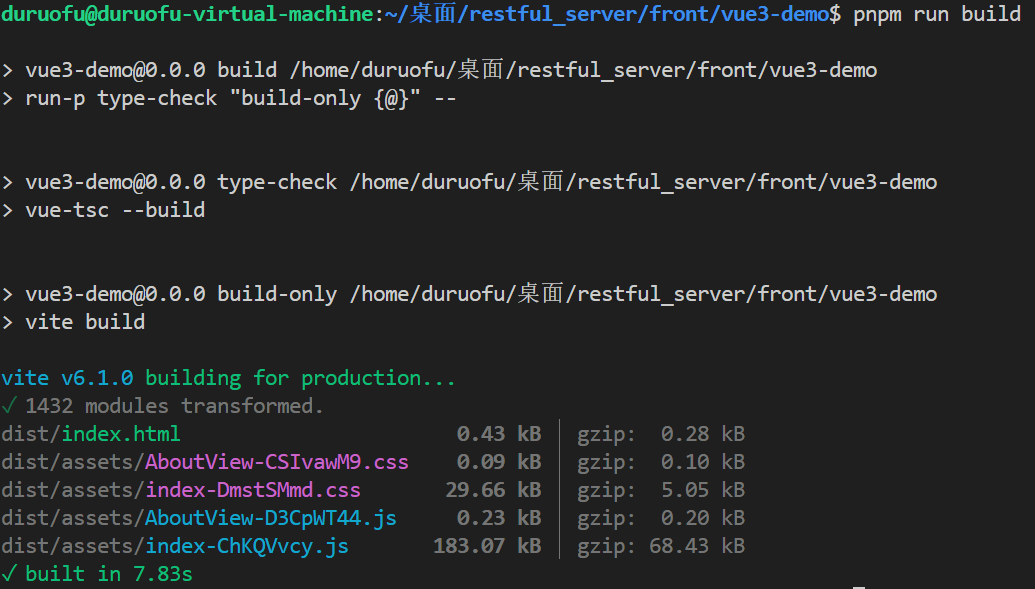 duruofu@duruofu-virtual-machine:~/桌面/restful_server/front/vue3-demo$ pnpm run build
> vue3-demo@0.0.0 build /home/duruofu/桌面/restful_server/front/vue3-demo
> run-p type-check "build-only {@}" --
> vue3-demo@0.0.0 type-check /home/duruofu/桌面/restful_server/front/vue3-demo
> vue-tsc --build
> vue3-demo@0.0.0 build-only /home/duruofu/桌面/restful_server/front/vue3-demo
> vite build
vite v6.1.0 building for production...
✓ 1432 modules transformed.
dist/index.html 0.43 kB │ gzip: 0.28 kB
dist/assets/AboutView-CSIvawM9.css 0.09 kB │ gzip: 0.10 kB
dist/assets/index-DmstSMmd.css 29.66 kB │ gzip: 5.05 kB
dist/assets/AboutView-D3CpWT44.js 0.23 kB │ gzip: 0.20 kB
dist/assets/index-ChKQVvcy.js 183.07 kB │ gzip: 68.43 kB
✓ built in 7.83s